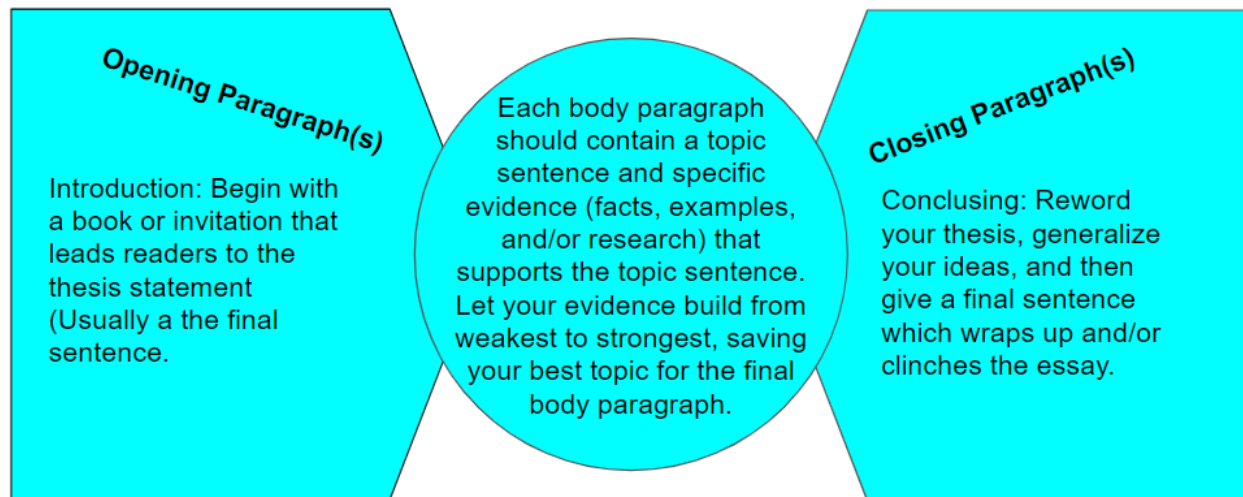 Opening Paragraph(s)
Introduction: Begin with
a book or invitation that
leads readers to the
thesis statement
(Usually a the final
sentence.
Each body paragraph
should contain a topic
sentence and specific
evidence (facts, examples,
and/or research) that
supports the topic sentence.
Let your evidence build from
weakest to strongest, saving
your best topic for the final
body paragraph.
Closing Paragraph(s)
Conclusing: Reword
your thesis, generalize
your ideas, and then
give a final sentence
which wraps up and/or
clinches the essay.